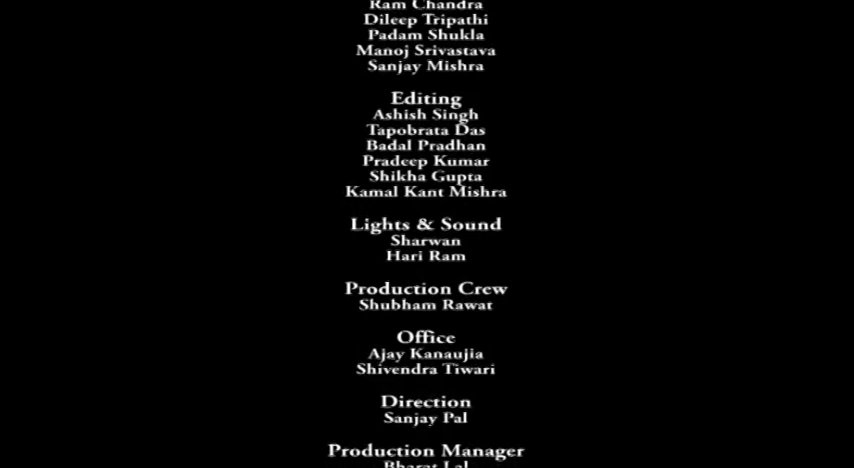 Ram Chandra
Dileep Tripathi
Padam Shukla
Manoj Srivastava
Sanjay Mishra
Editing
Ashish Singh
Tapobrata Das
Badal Pradhan
Pradeep Kumar
Shikha Gupta
Kamal Kant Mishra
Lights & Sound
Sharwan
Hari Ram
Production Crew
Shubham Rawat
Office
Ajay Kanaujia
Shivendra Tiwari
Direction
Sanjay Pal
Production Manager
Bharat Lal